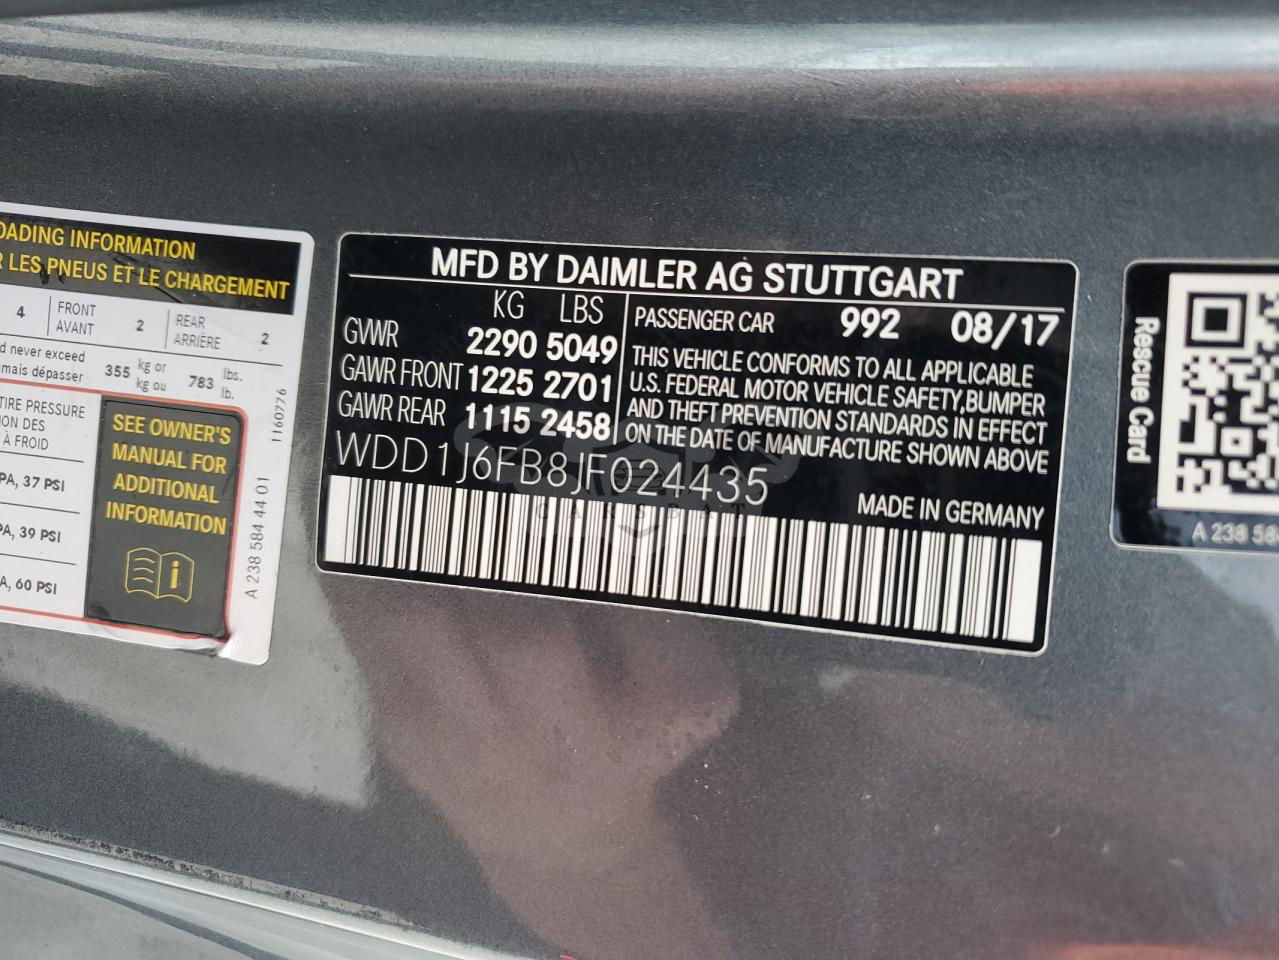 OADING INFORMATION
R LES PNEUS ET LE CHARGEMENT
4 FRONT AVANT 2 REAR ARRIÈRE 2
d never exceed
mais dépasser 355 kg or kg ou 783 lbs. lb.
TIRE PRESSURE
ION DES
À FROID
PA, 37 PSI
PA, 39 PSI
A, 60 PSI
SEE OWNER'S
MANUAL FOR
ADDITIONAL
INFORMATION
1160776
A 238 584 44 01
MFD BY DAIMLER AG STUTTGART
KG LBS
GVWR 2290 5049
GAWR FRONT 1225 2701
GAWR REAR 1115 2458
PASSENGER CAR 992 08/17
THIS VEHICLE CONFORMS TO ALL APPLICABLE
U.S. FEDERAL MOTOR VEHICLE SAFETY,BUMPER
AND THEFT PREVENTION STANDARDS IN EFFECT
ON THE DATE OF MANUFACTURE SHOWN ABOVE
WDD1J6FB8JF024435
MADE IN GERMANY
Rescue Card
A 238 58